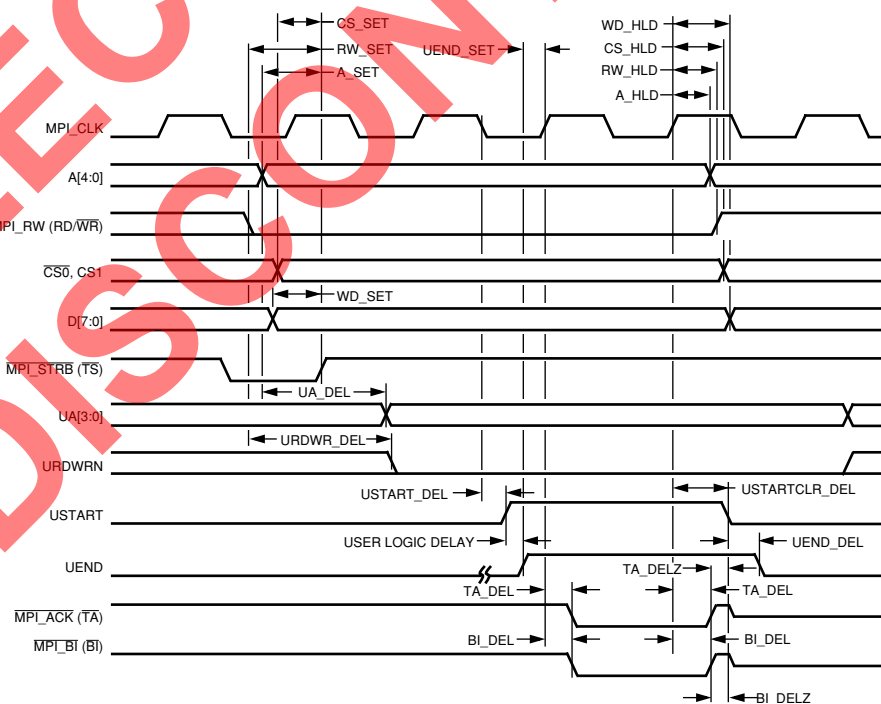 CS_SET
RW_SET
A_SET
UEND_SET
WD_HLD
CS_HLD
RW_HLD
A_HLD
MPI_CLK
A[4:0]
MPI_RW (RD/WR)
CS0, CS1
WD_SET
D[7:0]
MPI_STRB (TS)
UA_DEL
UA[3:0]
URDWR_DEL
URDWRN
USTART_DEL
USTARTCLR_DEL
USTART
USER LOGIC DELAY
UEND_DEL
UEND
TA_DELZ
TA_DEL
TA_DEL
MPI_ACK (TA)
BI_DEL
BI_DEL
MPI_BI (BI)
BI_DELZ